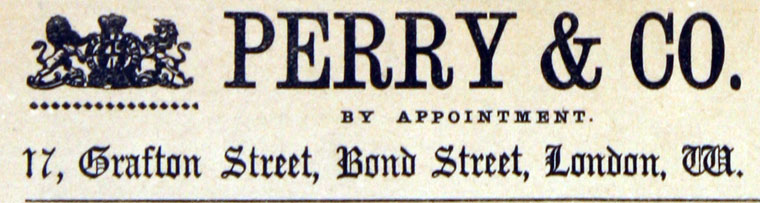 PERRY & CO.
BY APPOINTMENT.
17, Grafton Street, Bond Street, London, W.